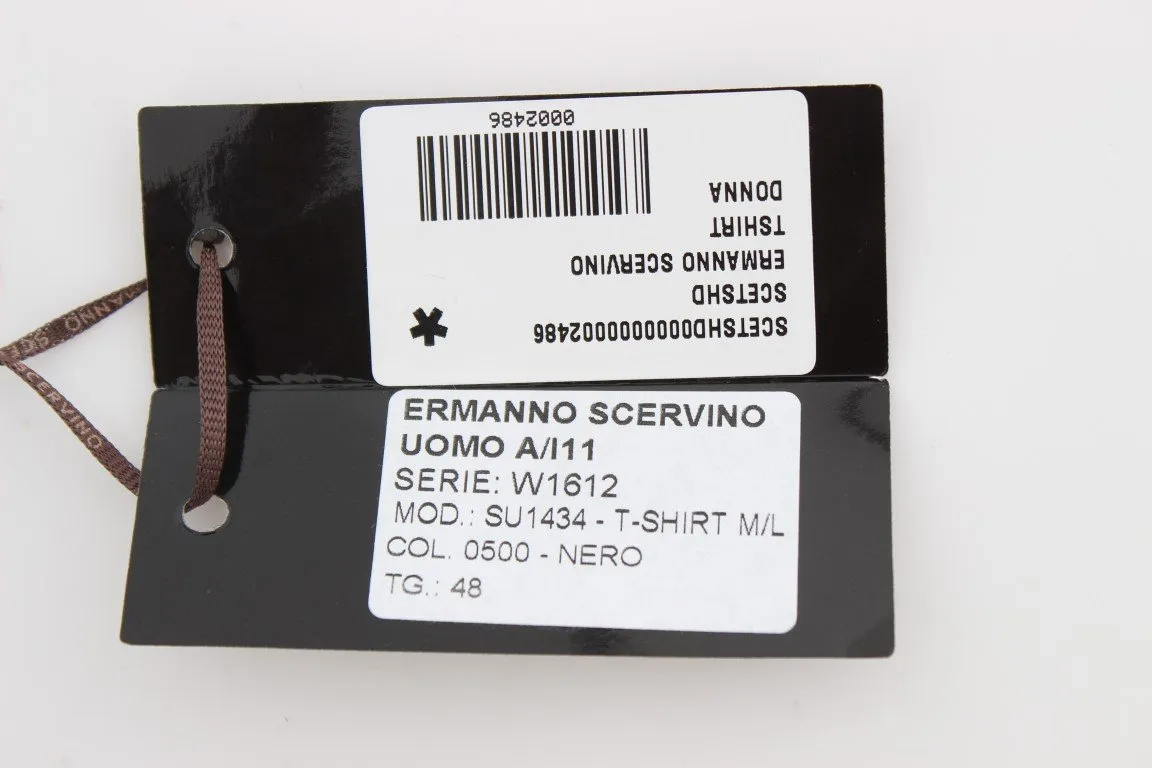 0002486
DONNA
TSHIRT
ERMANNO SCERVINO
SCETSHD
SCETSHD000000000002486
ERMANNO SCERVINO
UOMO A/I11
SERIE: W1612
MOD.: SU1434 - T-SHIRT M/L
COL. 0500 - NERO
TG.: 48
SCERVINO